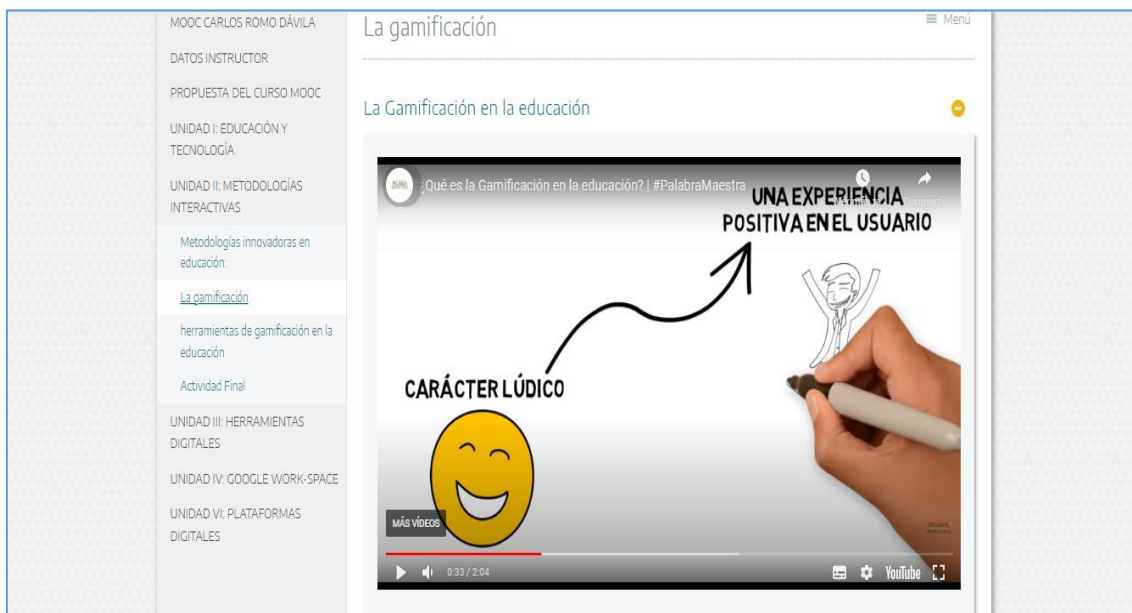 MOOC CARLOS ROMO DÁVILA
DATOS INSTRUCTOR
PROPUESTA DEL CURSO MOOC
UNIDAD I: EDUCACIÓN Y
TECNOLOGÍA
UNIDAD II: METODOLOGÍAS
INTERACTIVAS
Metodologías innovadoras en
educación:
La gamificación
herramientas de gamificación en la
educación
Actividad Final
UNIDAD III: HERRAMIENTAS
DIGITALES
UNIDAD IV: GOOGLE WORK-SPACE
UNIDAD VI: PLATAFORMAS
DIGITALES
La gamificación
Menú
La Gamificación en la educación
¿Qué es la Gamificación en la educación? | #PalabraMaestra
Compartir
UNA EXPERIENCIA
POSITIVA EN EL USUARIO
CARÁCTER LÚDICO
MÁS VÍDEOS
0:33 / 2:04
YouTube